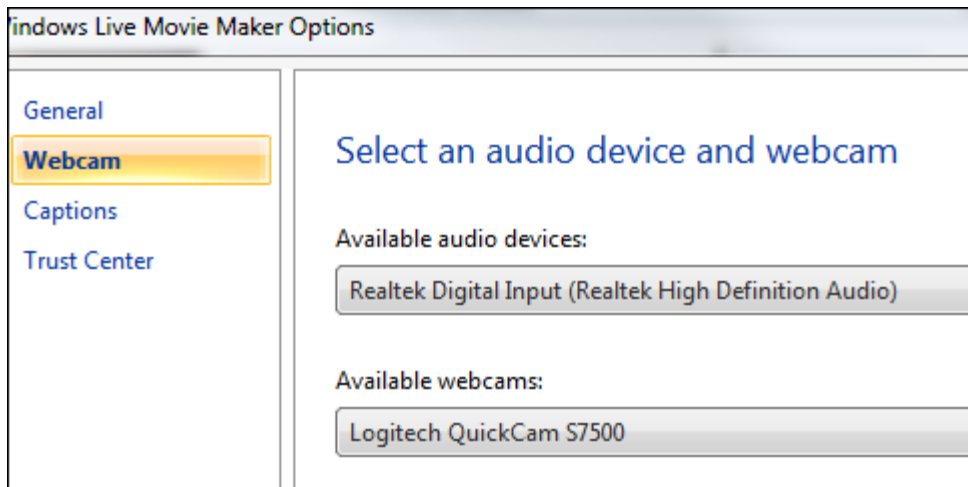 indows Live Movie Maker Options
General
Webcam
Captions
Trust Center
Select an audio device and webcam
Available audio devices:
Realtek Digital Input (Realtek High Definition Audio)
Available webcams:
Logitech QuickCam S7500